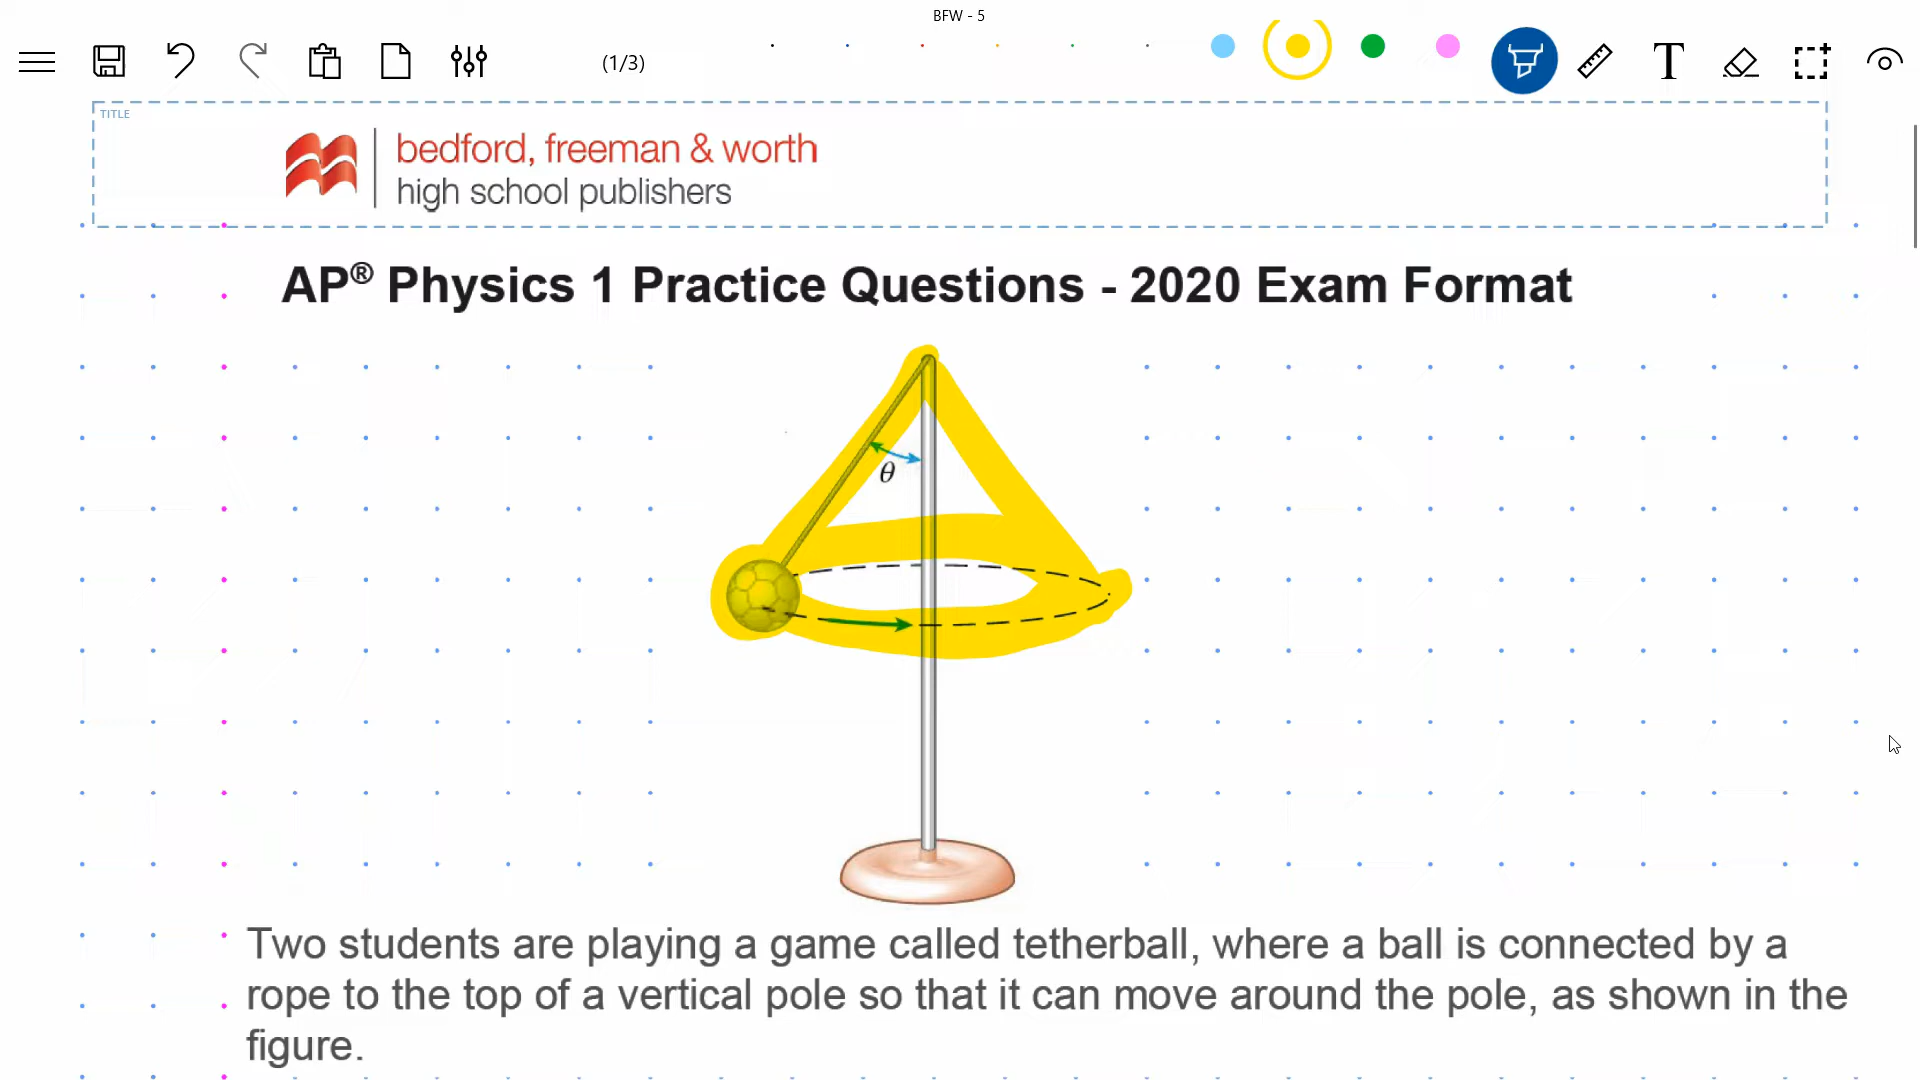 BFW - 5
(1/3)
T
TITLE
bedford, freeman & worth
high school publishers
AP® Physics 1 Practice Questions - 2020 Exam Format
θ
Two students are playing a game called tetherball, where a ball is connected by a
rope to the top of a vertical pole so that it can move around the pole, as shown in the
figure.